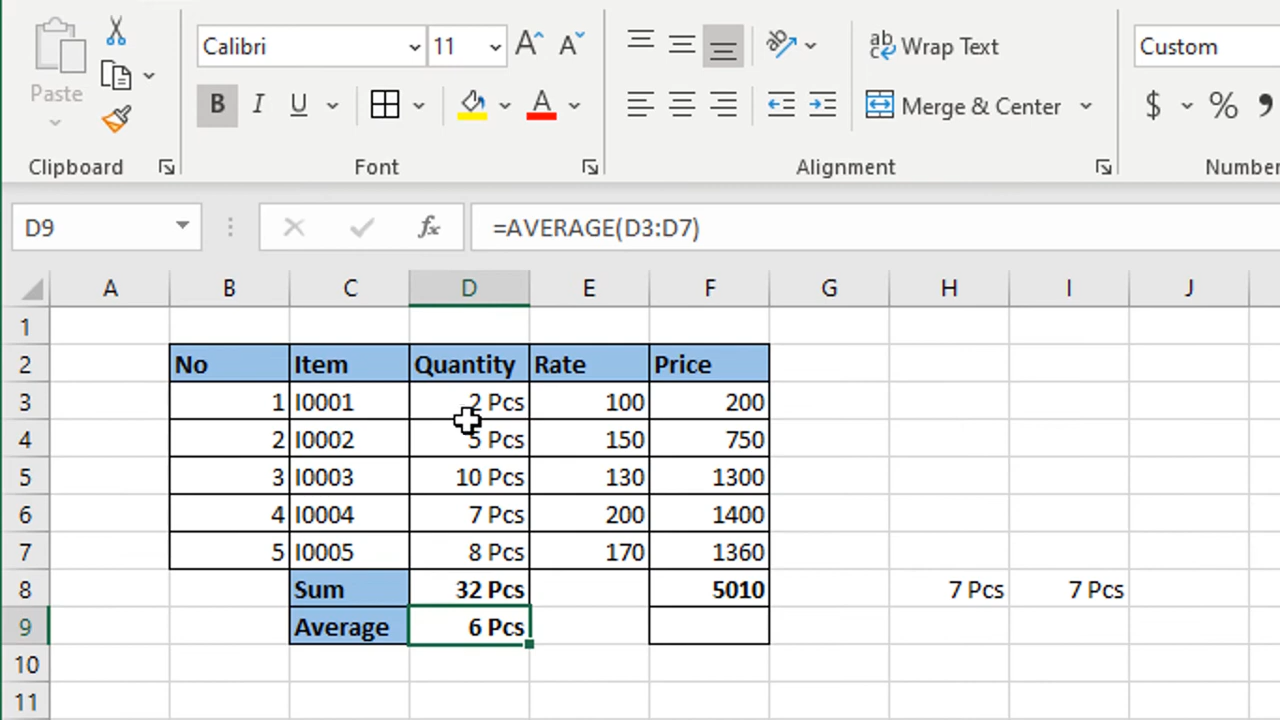 Calibri 11 Wrap Text Custom
Paste B I U A Merge & Center $ % ,
Clipboard Font Alignment Number
D9 fx =AVERAGE(D3:D7)
A B C D E F G H I J
1
2 No Item Quantity Rate Price
3 1 I0001 2 Pcs 100 200
4 2 I0002 5 Pcs 150 750
5 3 I0003 10 Pcs 130 1300
6 4 I0004 7 Pcs 200 1400
7 5 I0005 8 Pcs 170 1360
8 Sum 32 Pcs 5010 7 Pcs 7 Pcs
9 Average 6 Pcs
10
11